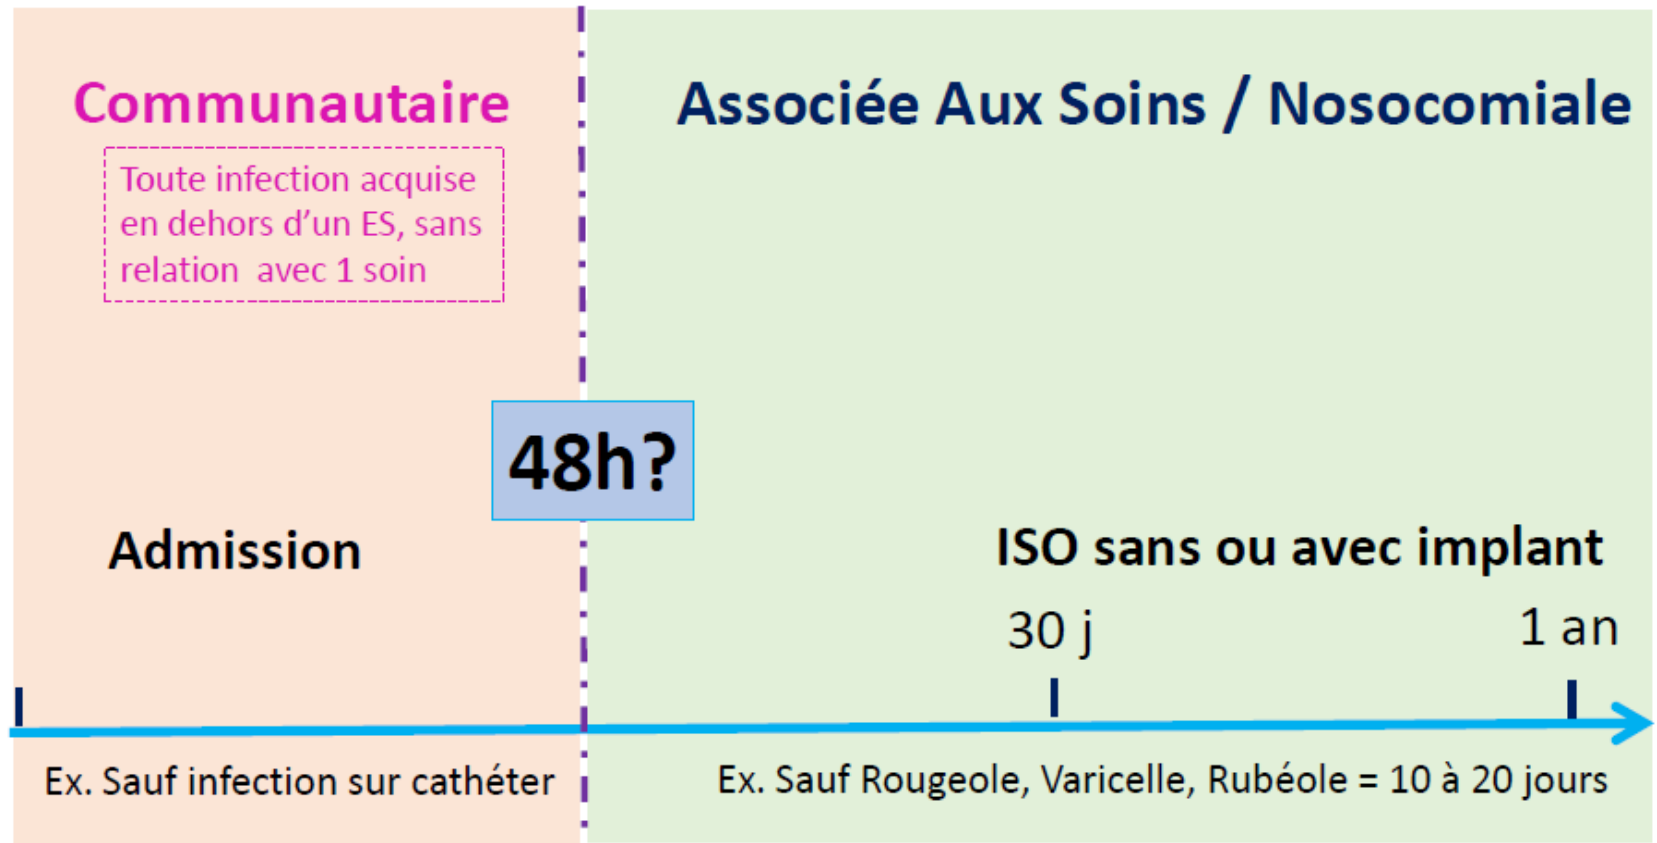 Communautaire
Toute infection acquise
en dehors d'un ES, sans
relation avec 1 soin
Associée Aux Soins / Nosocomiale
48h?
Admission
ISO sans ou avec implant
30 j
1 an
Ex. Sauf infection sur cathéter
Ex. Sauf Rougeole, Varicelle, Rubéole = 10 à 20 jours